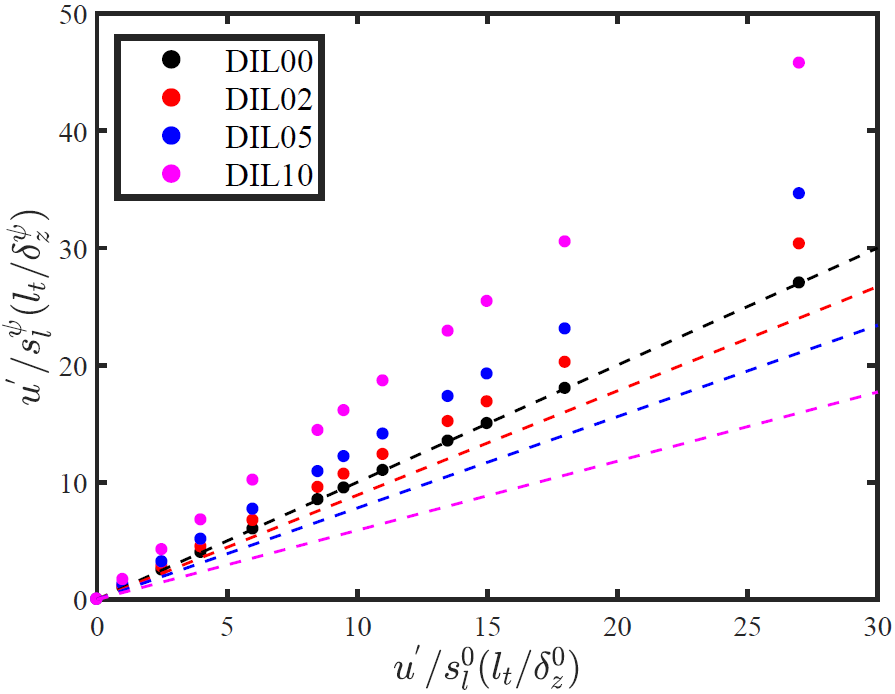 50
40
30
20
10
0
DIL00
DIL02
DIL05
DIL10
u′/s_l^ψ(l_t/δ_z^ψ)
0 5 10 15 20 25 30
u′/s_l^0(l_t/δ_z^0)